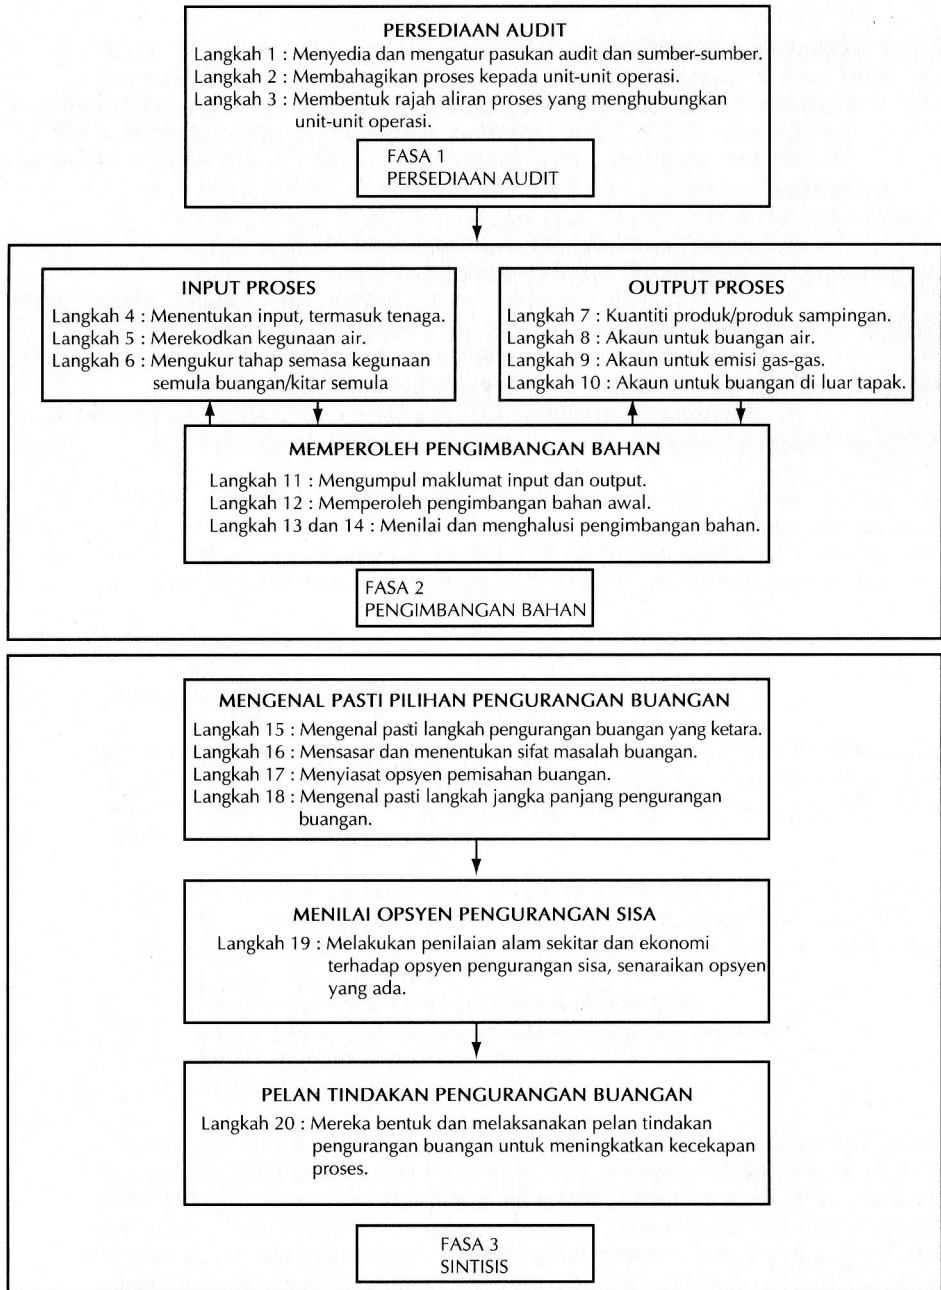 PERSEDIAAN AUDIT
Langkah 1 : Menyedia dan mengatur pasukan audit dan sumber-sumber.
Langkah 2 : Membahagikan proses kepada unit-unit operasi.
Langkah 3 : Membentuk rajah aliran proses yang menghubungkan
unit-unit operasi.
FASA 1
PERSEDIAAN AUDIT
INPUT PROSES
Langkah 4 : Menentukan input, termasuk tenaga.
Langkah 5 : Merekodkan kegunaan air.
Langkah 6 : Mengukur tahap semasa kegunaan
semula buangan/kitar semula
OUTPUT PROSES
Langkah 7 : Kuantiti produk/produk sampingan.
Langkah 8 : Akaun untuk buangan air.
Langkah 9 : Akaun untuk emisi gas-gas.
Langkah 10 : Akaun untuk buangan di luar tapak.
MEMPEROLEH PENGIMBANGAN BAHAN
Langkah 11 : Mengumpul maklumat input dan output.
Langkah 12 : Memperoleh pengimbangan bahan awal.
Langkah 13 dan 14 : Menilai dan menghalusi pengimbangan bahan.
FASA 2
PENGIMBANGAN BAHAN
MENGENAL PASTI PILIHAN PENGURANGAN BUANGAN
Langkah 15 : Mengenal pasti langkah pengurangan buangan yang ketara.
Langkah 16 : Mensasar dan menentukan sifat masalah buangan.
Langkah 17 : Menyiasat opsyen pemisahan buangan.
Langkah 18 : Mengenal pasti langkah jangka panjang pengurangan
buangan.
MENILAI OPSYEN PENGURANGAN SISA
Langkah 19 : Melakukan penilaian alam sekitar dan ekonomi
terhadap opsyen pengurangan sisa, senaraikan opsyen
yang ada.
PELAN TINDAKAN PENGURANGAN BUANGAN
Langkah 20 : Mereka bentuk dan melaksanakan pelan tindakan
pengurangan buangan untuk meningkatkan kecekapan
proses.
FASA 3
SINTISIS